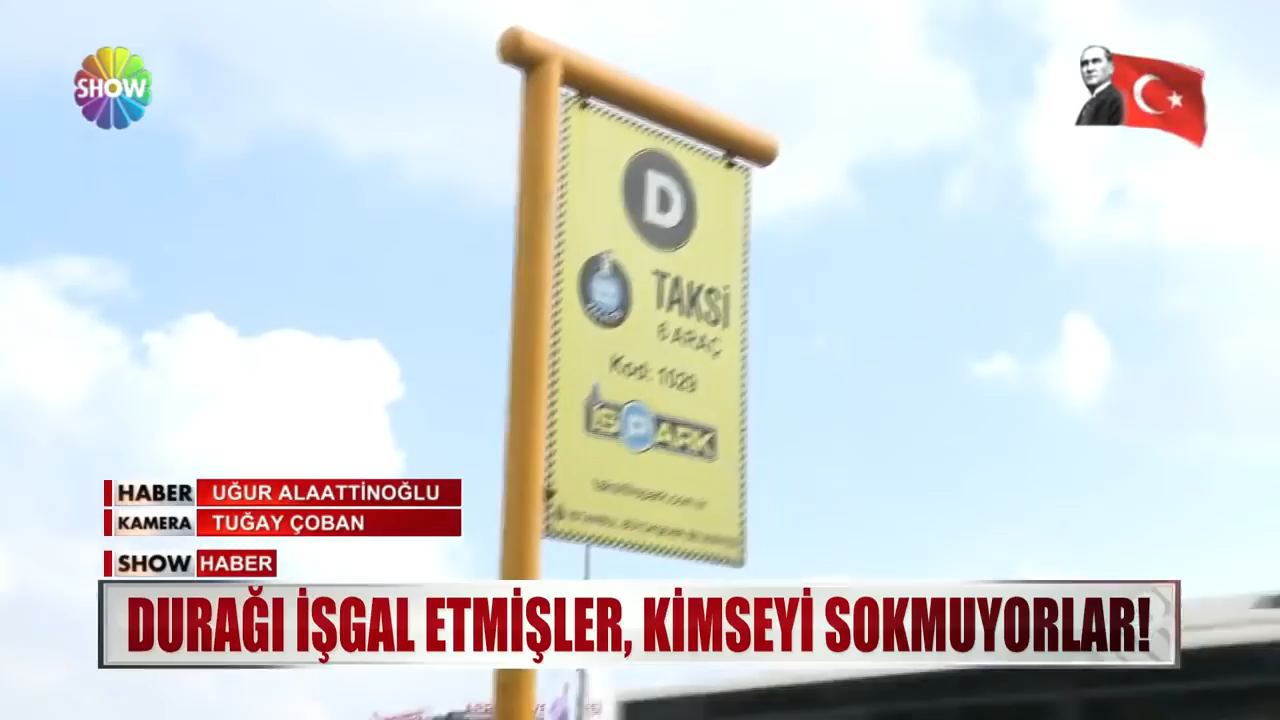 SHOW
D
TAKSİ
6 ARAÇ
Kod: 1029
İSPARK
HABER UĞUR ALAATTİNOĞLU
KAMERA TUĞAY ÇOBAN
SHOW HABER
DURAĞI İŞGAL ETMİŞLER, KİMSEYİ SOKMUYORLAR!